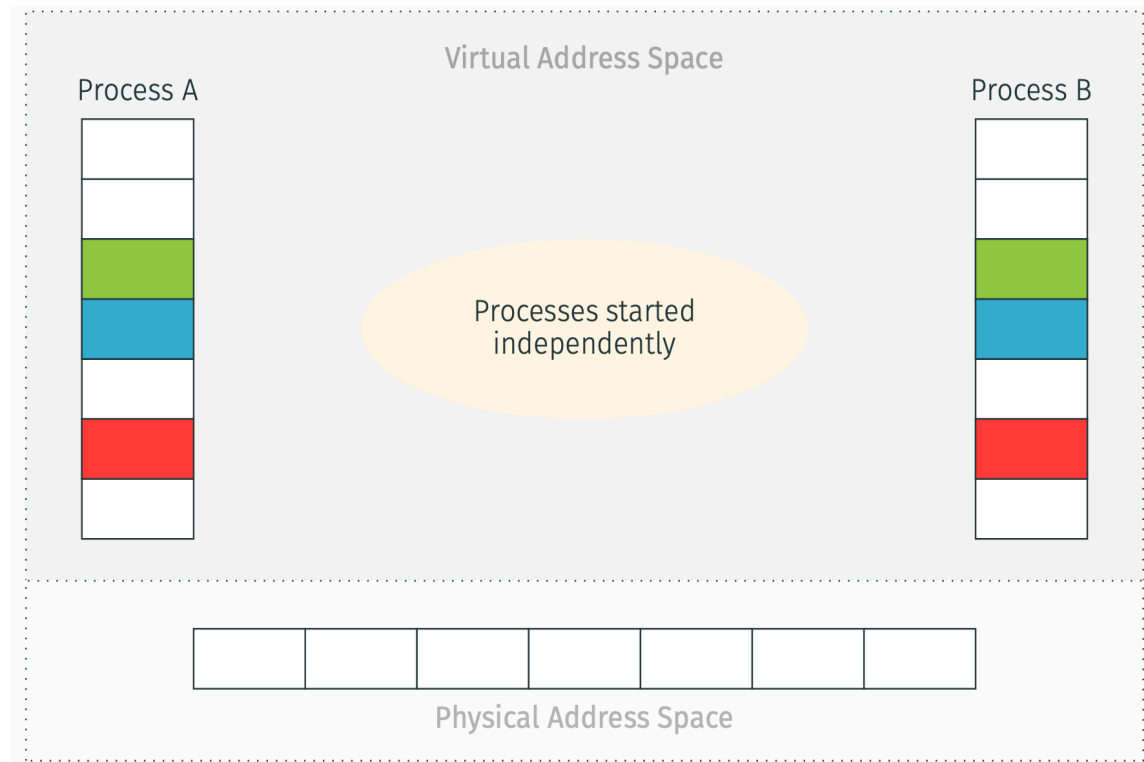 Virtual Address Space
Process A
Process B
Processes started
independently
Physical Address Space